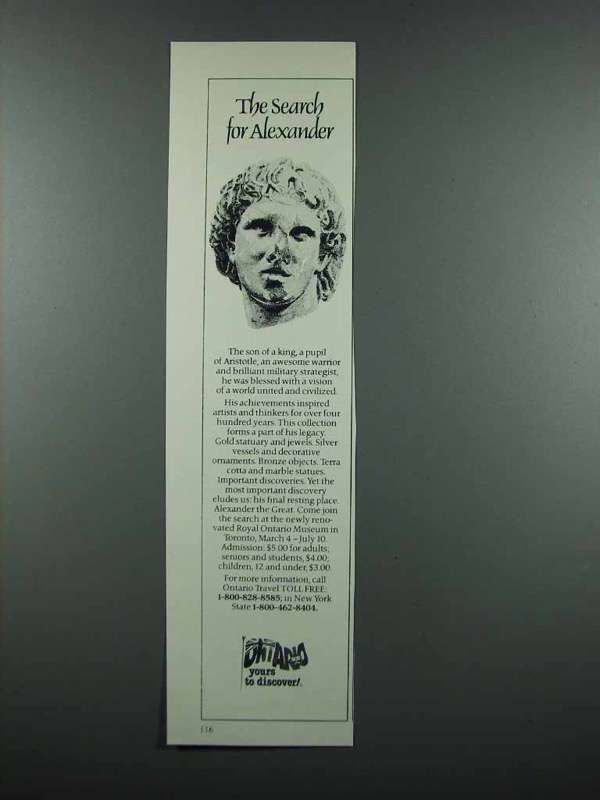 The Search
for Alexander
The son of a king, a pupil
of Aristotle, an awesome warrior
and brilliant military strategist,
he was blessed with a vision
of a world united and civilized.
His achievements inspired
artists and thinkers for over four
hundred years. This collection
forms a part of his legacy.
Gold statuary and jewels. Silver
vessels and decorative
ornaments. Bronze objects. Terra
cotta and marble statues.
Important discoveries. Yet the
most important discovery
eludes us: his final resting place.
Alexander the Great. Come join
the search at the newly reno-
vated Royal Ontario Museum in
Toronto, March 4 – July 10.
Admission: $5.00 for adults;
seniors and students, $4.00;
children, 12 and under, $3.00.
For more information, call
Ontario Travel TOLL FREE:
1-800-828-8585; in New York
State 1-800-462-8404.
ONTARIO
yours
to discover!
116